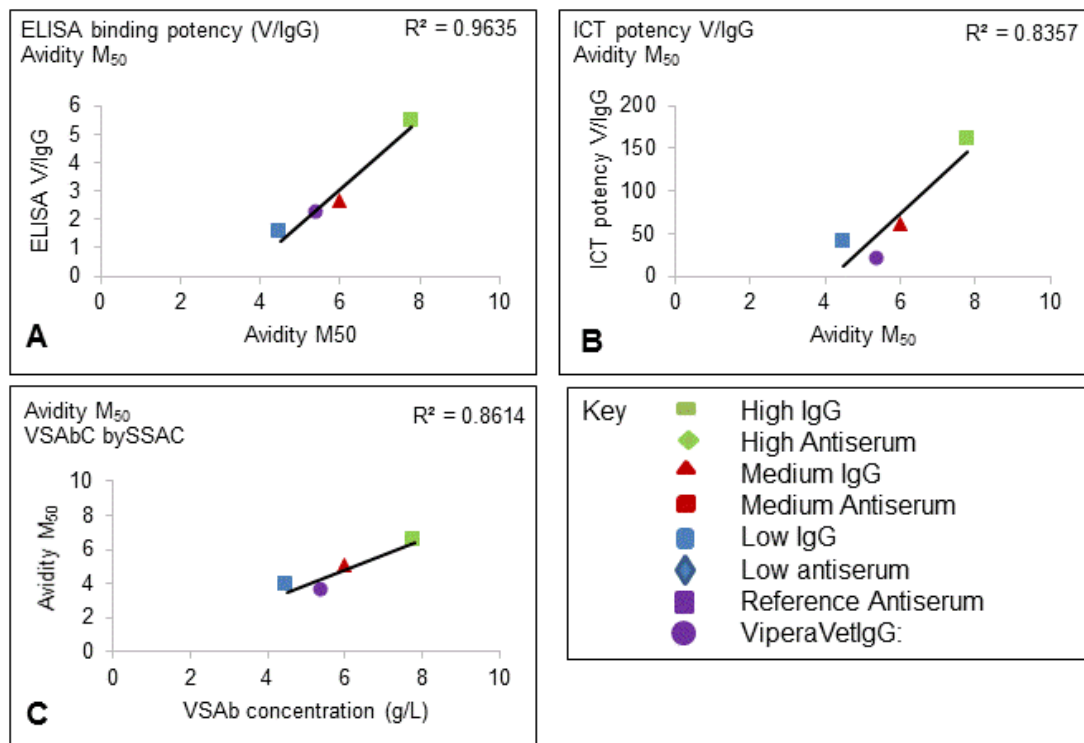 ELISA binding potency (V/IgG) R² = 0.9635
Avidity M₅₀
6
5
4
3
2
1
0
ELISA V/IgG
0 2 4 6 8 10
Avidity M50
A
ICT potency V/IgG R² = 0.8357
Avidity M₅₀
200
150
100
50
0
ICT potency V/IgG
0 2 4 6 8 10
Avidity M₅₀
B
Avidity M₅₀ R² = 0.8614
VSAbC bySSAC
10
8
6
4
2
0
Avidity M₅₀
0 2 4 6 8 10
VSAb concentration (g/L)
C
Key
High IgG
High Antiserum
Medium IgG
Medium Antiserum
Low IgG
Low antiserum
Reference Antiserum
ViperaVetIgG: